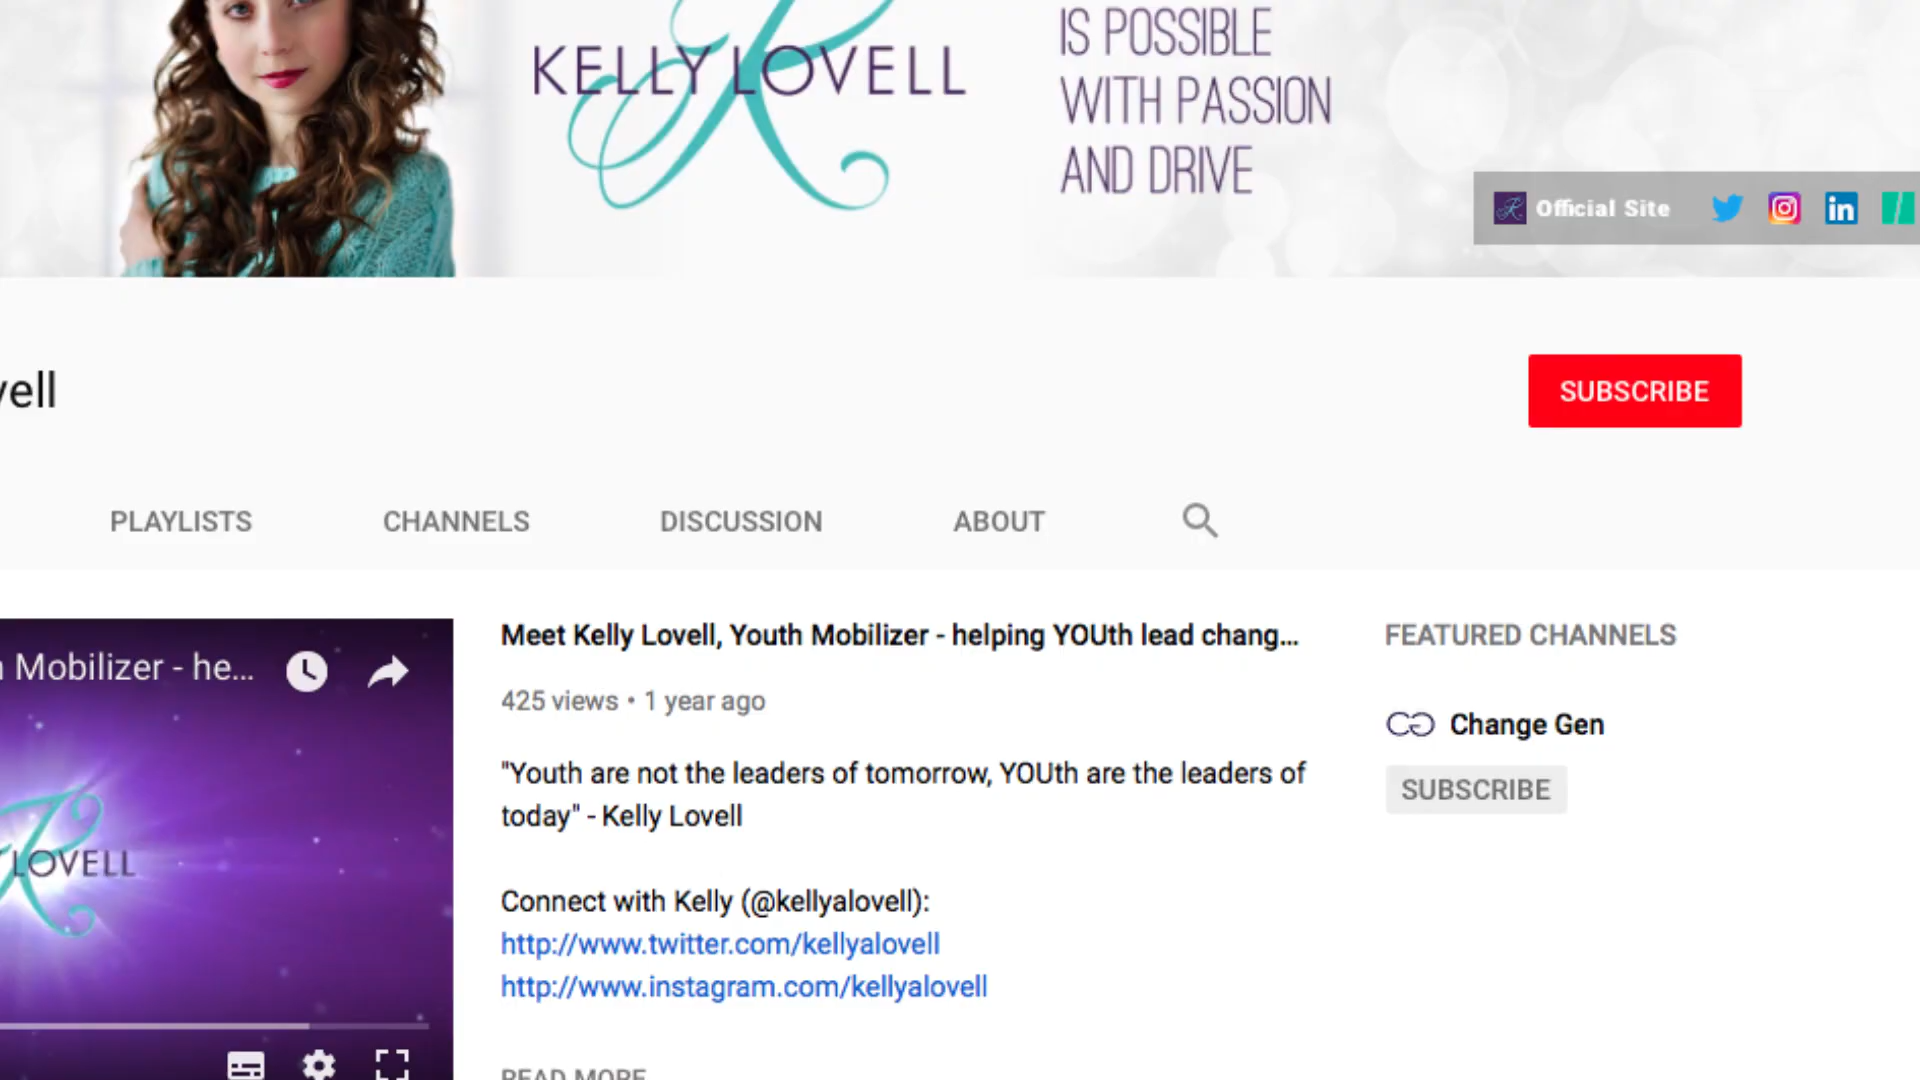 KELLY LOVELL
IS POSSIBLE
WITH PASSION
AND DRIVE
Official Site
vell
SUBSCRIBE
PLAYLISTS
CHANNELS
DISCUSSION
ABOUT
Mobilizer - he...
LOVELL
Meet Kelly Lovell, Youth Mobilizer - helping YOUth lead chang...
425 views • 1 year ago
"Youth are not the leaders of tomorrow, YOUth are the leaders of
today" - Kelly Lovell
Connect with Kelly (@kellyalovell):
http://www.twitter.com/kellyalovell
http://www.instagram.com/kellyalovell
READ MORE
FEATURED CHANNELS
Change Gen
SUBSCRIBE